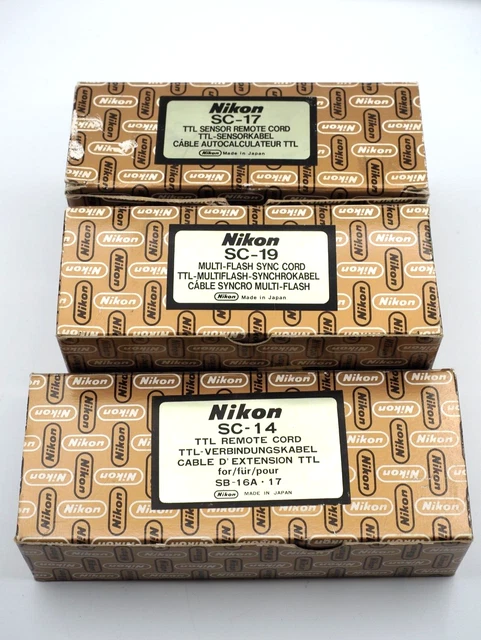 Nikon
SC-17
TTL SENSOR REMOTE CORD
TTL-SENSORKABEL
CÂBLE AUTOCALCULATEUR TTL
Nikon Made in Japan
Nikon
SC-19
MULTI-FLASH SYNC CORD
TTL-MULTIFLASH-SYNCHROKABEL
CÂBLE SYNCRO MULTI-FLASH
Nikon Made in Japan
Nikon
SC-14
TTL REMOTE CORD
TTL-VERBINDUNGSKABEL
CABLE D'EXTENSION TTL
for/für/pour
SB-16A · 17
Nikon MADE IN JAPAN